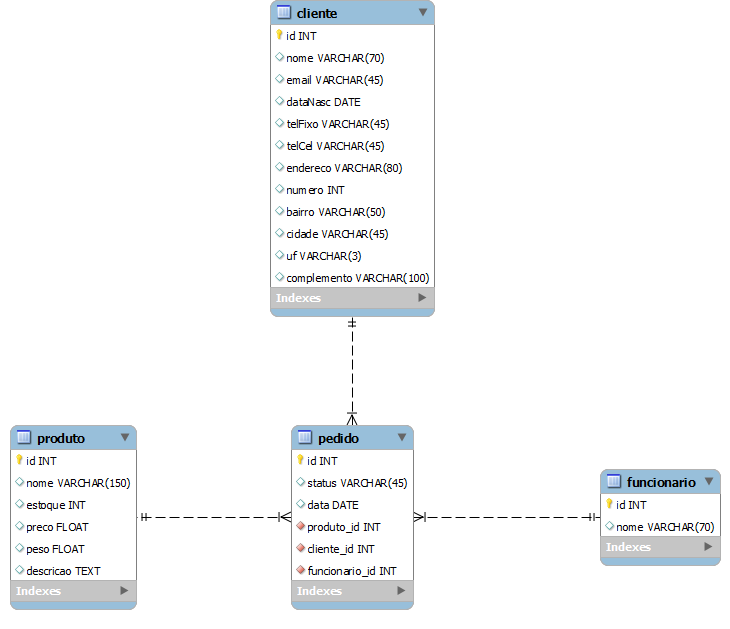 cliente
id INT
nome VARCHAR(70)
email VARCHAR(45)
dataNasc DATE
telFixo VARCHAR(45)
telCel VARCHAR(45)
endereco VARCHAR(80)
numero INT
bairro VARCHAR(50)
cidade VARCHAR(45)
uf VARCHAR(3)
complemento VARCHAR(100)
Indexes
produto
id INT
nome VARCHAR(150)
estoque INT
preco FLOAT
peso FLOAT
descricao TEXT
Indexes
pedido
id INT
status VARCHAR(45)
data DATE
produto_id INT
cliente_id INT
funcionario_id INT
Indexes
funcionario
id INT
nome VARCHAR(70)
Indexes